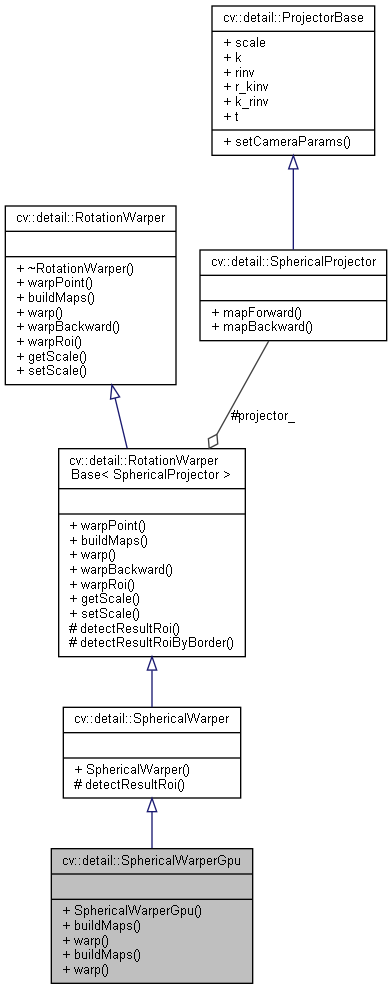 cv::detail::ProjectorBase
+ scale
+ k
+ rinv
+ r_kinv
+ k_rinv
+ t
+ setCameraParams()
cv::detail::RotationWarper
+ ~RotationWarper()
+ warpPoint()
+ buildMaps()
+ warp()
+ warpBackward()
+ warpRoi()
+ getScale()
+ setScale()
cv::detail::SphericalProjector
+ mapForward()
+ mapBackward()
#projector_
cv::detail::RotationWarper
Base< SphericalProjector >
+ warpPoint()
+ buildMaps()
+ warp()
+ warpBackward()
+ warpRoi()
+ getScale()
+ setScale()
# detectResultRoi()
# detectResultRoiByBorder()
cv::detail::SphericalWarper
+ SphericalWarper()
# detectResultRoi()
cv::detail::SphericalWarperGpu
+ SphericalWarperGpu()
+ buildMaps()
+ warp()
+ buildMaps()
+ warp()